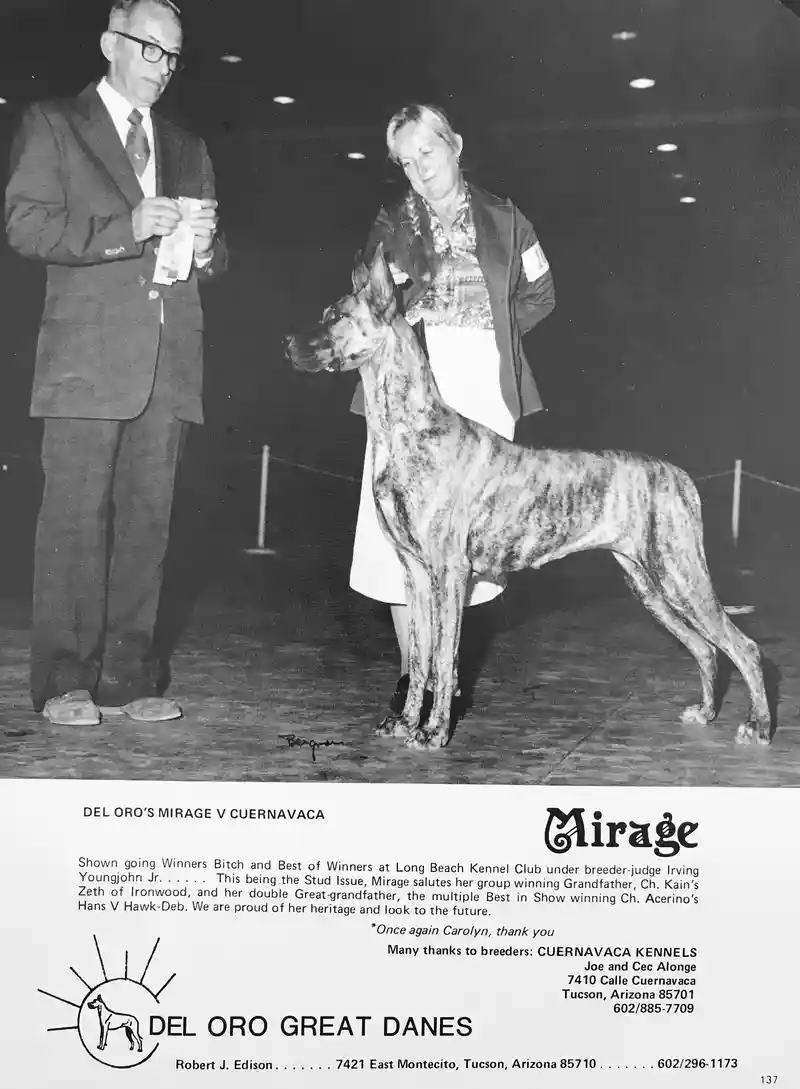 Bergman
DEL ORO'S MIRAGE V CUERNAVACA
Mirage
Shown going Winners Bitch and Best of Winners at Long Beach Kennel Club under breeder-judge Irving
Youngjohn Jr. . . . . . This being the Stud Issue, Mirage salutes her group winning Grandfather, Ch. Kain's
Zeth of Ironwood, and her double Great-grandfather, the multiple Best in Show winning Ch. Acerino's
Hans V Hawk-Deb. We are proud of her heritage and look to the future.
*Once again Carolyn, thank you
Many thanks to breeders: CUERNAVACA KENNELS
Joe and Cec Alonge
7410 Calle Cuernavaca
Tucson, Arizona 85701
602/885-7709
DEL ORO GREAT DANES
Robert J. Edison . . . . . . . 7421 East Montecito, Tucson, Arizona 85710 . . . . . . . 602/296-1173
137